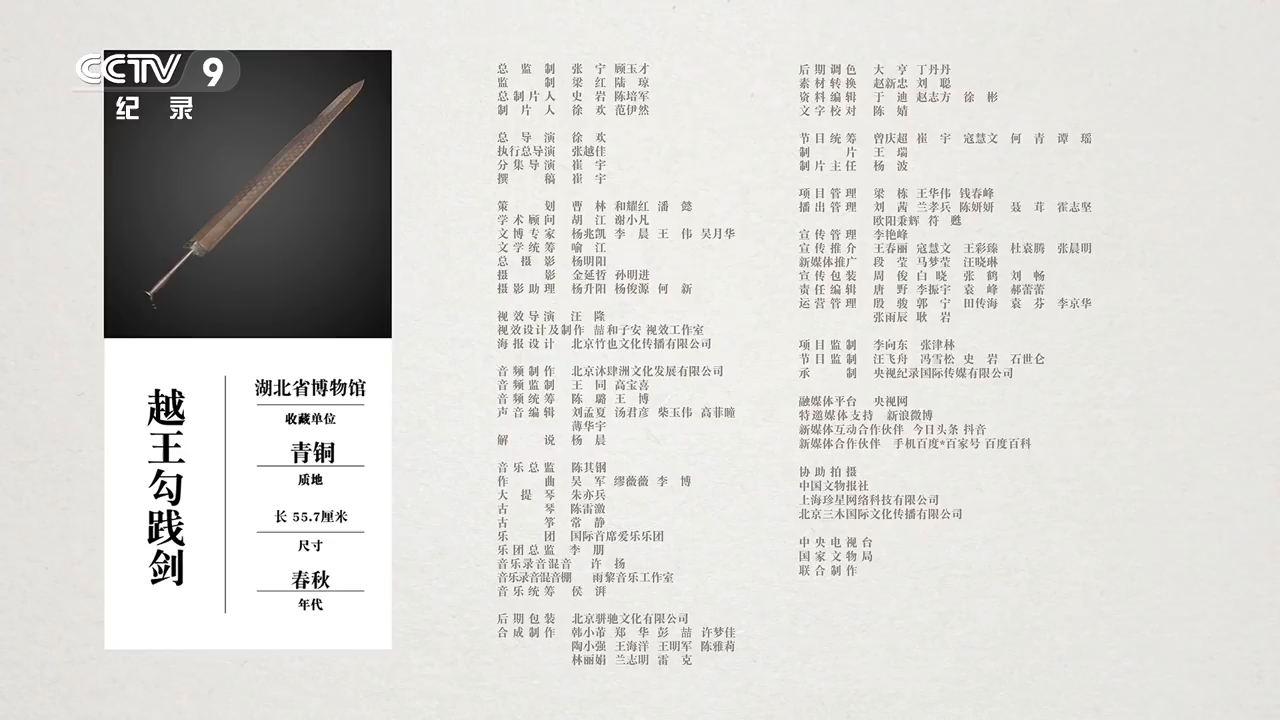 CCTV 9
纪录
越王勾践剑
湖北省博物馆
收藏单位
青铜
质地
长 55.7厘米
尺寸
春秋
年代
总监制 张宁 顾玉才
监制 梁红 陆琼
总制片人 史岩 陈培军
制片人 徐欢 范伊然
总导演 徐欢
执行总导演 张越佳
分集导演 崔宇
撰稿 崔宇
策划 曹林 和耀红 潘懿
学术顾问 胡江 谢小凡
文博专家 杨兆凯 李晨 王伟 吴月华
文学统筹 喻江
总摄影 杨明阳
摄影 金延哲 孙明进
摄影助理 杨升阳 杨俊源 何新
视效导演 汪隆
视效设计及制作 喆和子安 视效工作室
海报设计 北京竹也文化传播有限公司
音频制作 北京沐肆洲文化发展有限公司
音频监制 王同 高宝喜
音频统筹 陈璐 王博
声音编辑 刘孟夏 汤君彦 柴玉伟 高菲曈
薄华宇
解说 杨晨
音乐总监 陈其钢
作曲 吴军 缪薇薇 李博
大提琴 朱亦兵
古琴 陈雷激
古筝 常静
乐团 国际首席爱乐乐团
乐团总监 李朋
音乐录音混音 许扬
音乐录音混音棚 雨黎音乐工作室
音乐统筹 侯湃
后期包装 北京骈驰文化有限公司
合成制作 韩小芾 郑华 彭喆 许梦佳
陶小强 王海洋 王明军 陈雅莉
林丽娟 兰志明 雷克
后期调色 大亨 丁丹丹
素材转换 赵新忠 刘聪
资料编辑 于迪 赵志方 徐彬
文字校对 陈婧
节目统筹 曾庆超 崔宇 寇慧文 何青 谭瑶
制片 王瑞
制片主任 杨波
项目管理 梁栋 王华伟 钱春峰
播出管理 刘茜 兰孝兵 陈妍妍 聂茸 霍志坚
欧阳秉辉 符甦
宣传管理 李艳峰
宣传推介 王春丽 寇慧文 王彩臻 杜袁腾 张晨明
新媒体推广 段莹 马梦莹 汪晓琳
宣传包装 周俊 白晓 张鹤 刘畅
责任编辑 唐野 李振宇 袁峰 郝蕾蕾
运营管理 殷骏 郭宁 田传海 袁芬 李京华
张雨辰 耿岩
项目监制 李向东 张津林
节目监制 汪飞舟 冯雪松 史岩 石世仑
承制 央视纪录国际传媒有限公司
融媒体平台 央视网
特邀媒体支持 新浪微博
新媒体互动合作伙伴 今日头条 抖音
新媒体合作伙伴 手机百度*百家号 百度百科
协助拍摄
中国文物报社
上海珍星网络科技有限公司
北京三木国际文化传播有限公司
中央电视台
国家文物局
联合制作